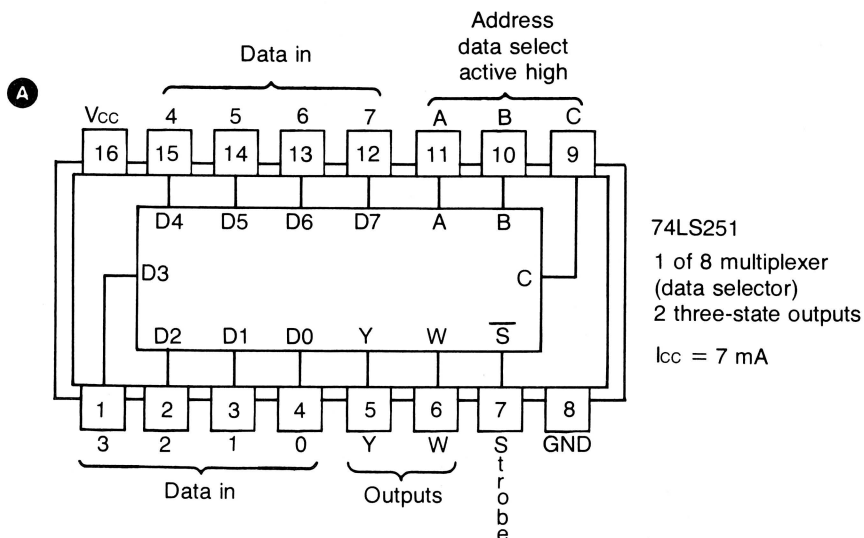 A
Data in
Address
data select
active high
VCC 4 5 6 7 A B C
16 15 14 13 12 11 10 9
D4 D5 D6 D7 A B
D3 C
D2 D1 D0 Y W S
1 2 3 4 5 6 7 8
3 2 1 0 Y W Strobe GND
Data in
Outputs
74LS251
1 of 8 multiplexer
(data selector)
2 three-state outputs
ICC = 7 mA